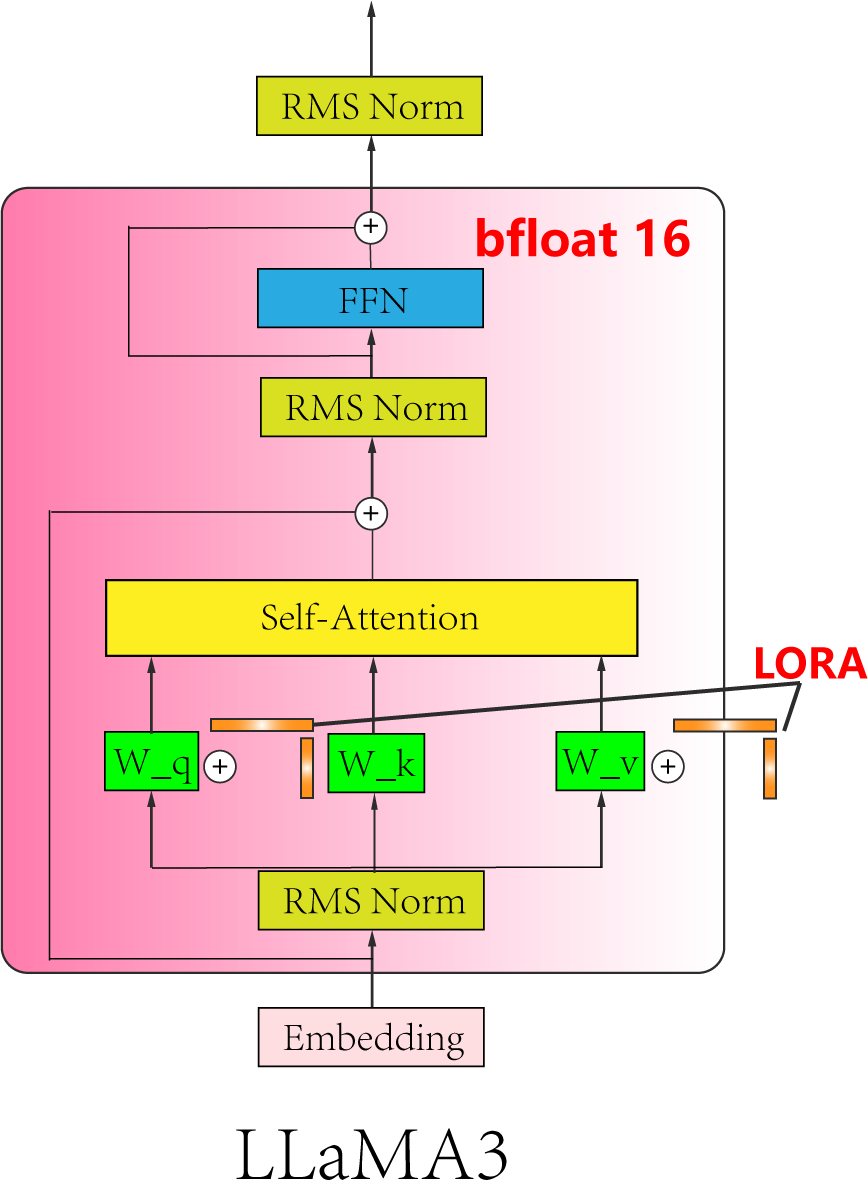 RMS Norm
+
bfloat 16
FFN
RMS Norm
+
Self-Attention
LORA
W_q
+
W_k
W_v
+
RMS Norm
Embedding
LLaMA3